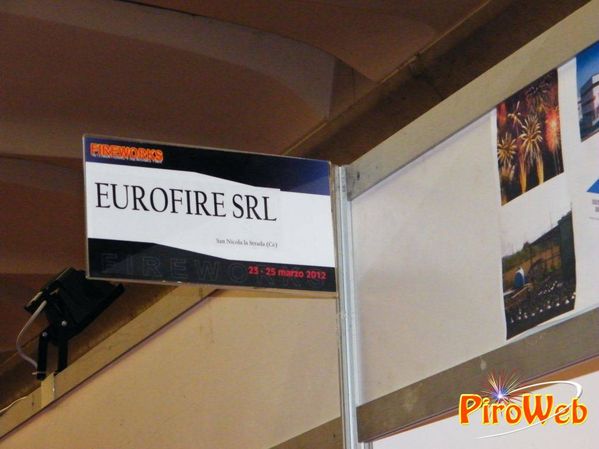 FIREWORKS
EUROFIRE SRL
San Nicola la Strada (Ce)
FIREWORKS
23 - 25 marzo 2012
PiroWeb